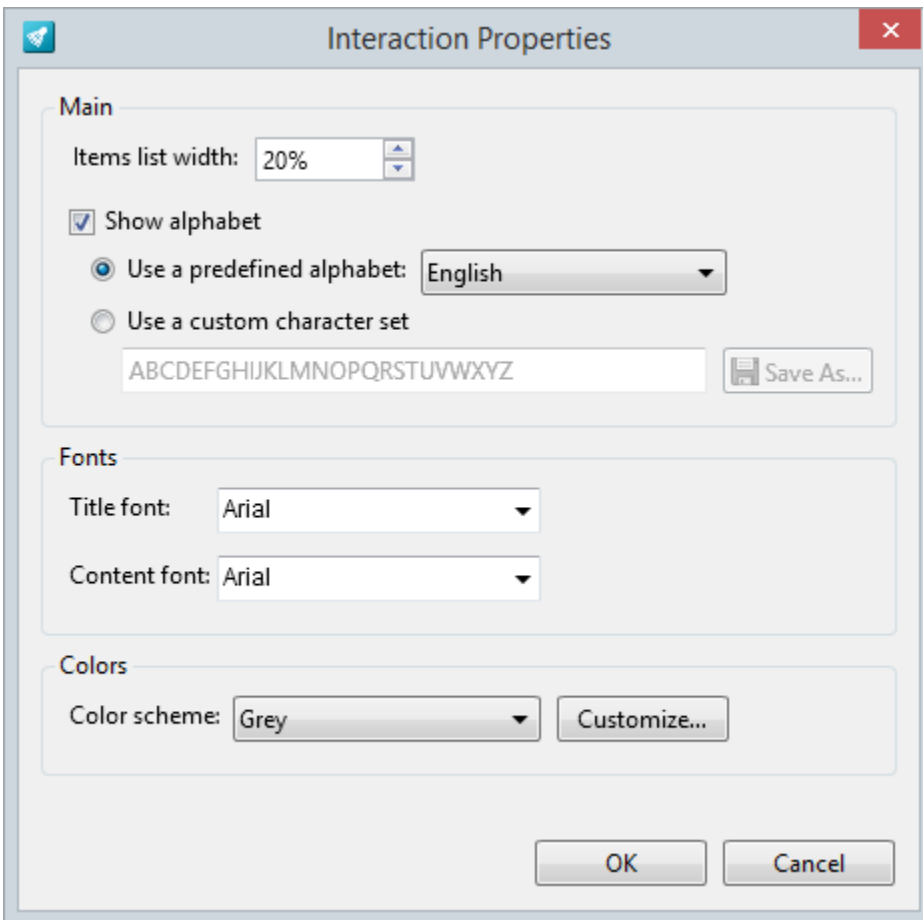 Interaction Properties
Main
Items list width: 20%
Show alphabet
Use a predefined alphabet: English
Use a custom character set
ABCDEFGHIJKLMNOPQRSTUVWXYZ Save As...
Fonts
Title font: Arial
Content font: Arial
Colors
Color scheme: Grey Customize...
OK Cancel